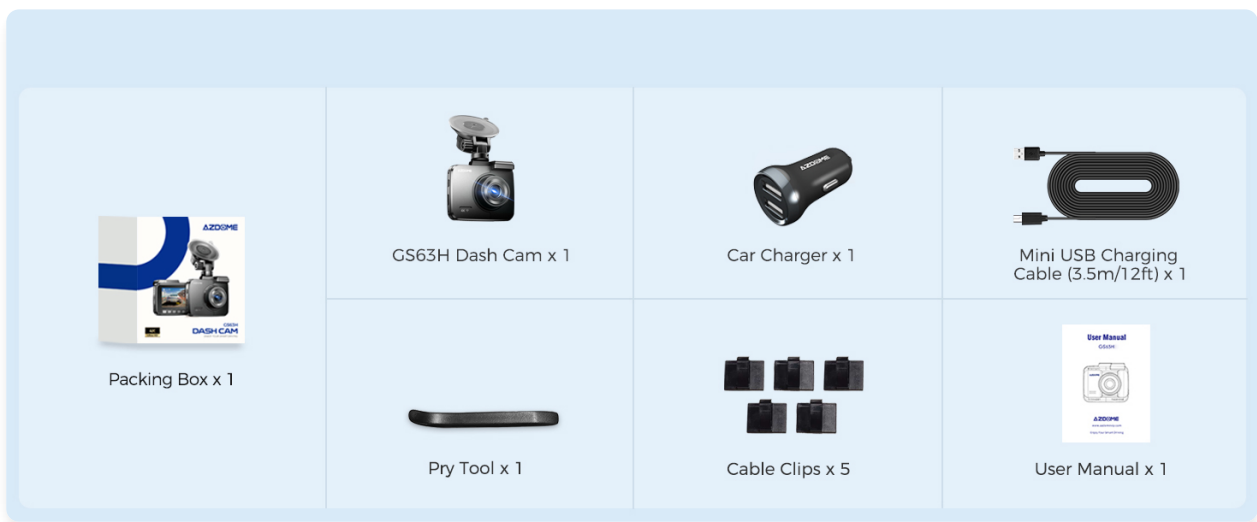 AZDOME
GS63H
DASH CAM
Packing Box x 1
GS63H Dash Cam x 1
AZDOME
Car Charger x 1
Mini USB Charging
Cable (3.5m/12ft) x 1
Pry Tool x 1
Cable Clips x 5
User Manual
GS63H
AZDOME
User Manual x 1